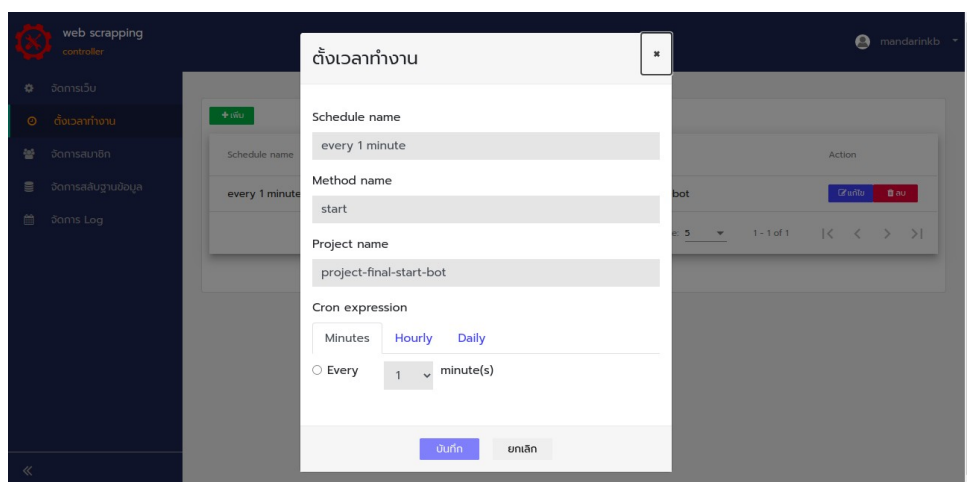 web scrapping
controller
mandarinkb
จัดการเว็บ
ตั้งเวลาทำงาน
จัดการสมาชิก
จัดการสลับฐานข้อมูล
จัดการ Log
เพิ่ม
Schedule name
Action
every 1 minute
bot
แก้ไข
ลบ
e: 5
1 - 1 of 1
ตั้งเวลาทำงาน
Schedule name
every 1 minute
Method name
start
Project name
project-final-start-bot
Cron expression
Minutes Hourly Daily
Every 1 minute(s)
บันทึก ยกเลิก